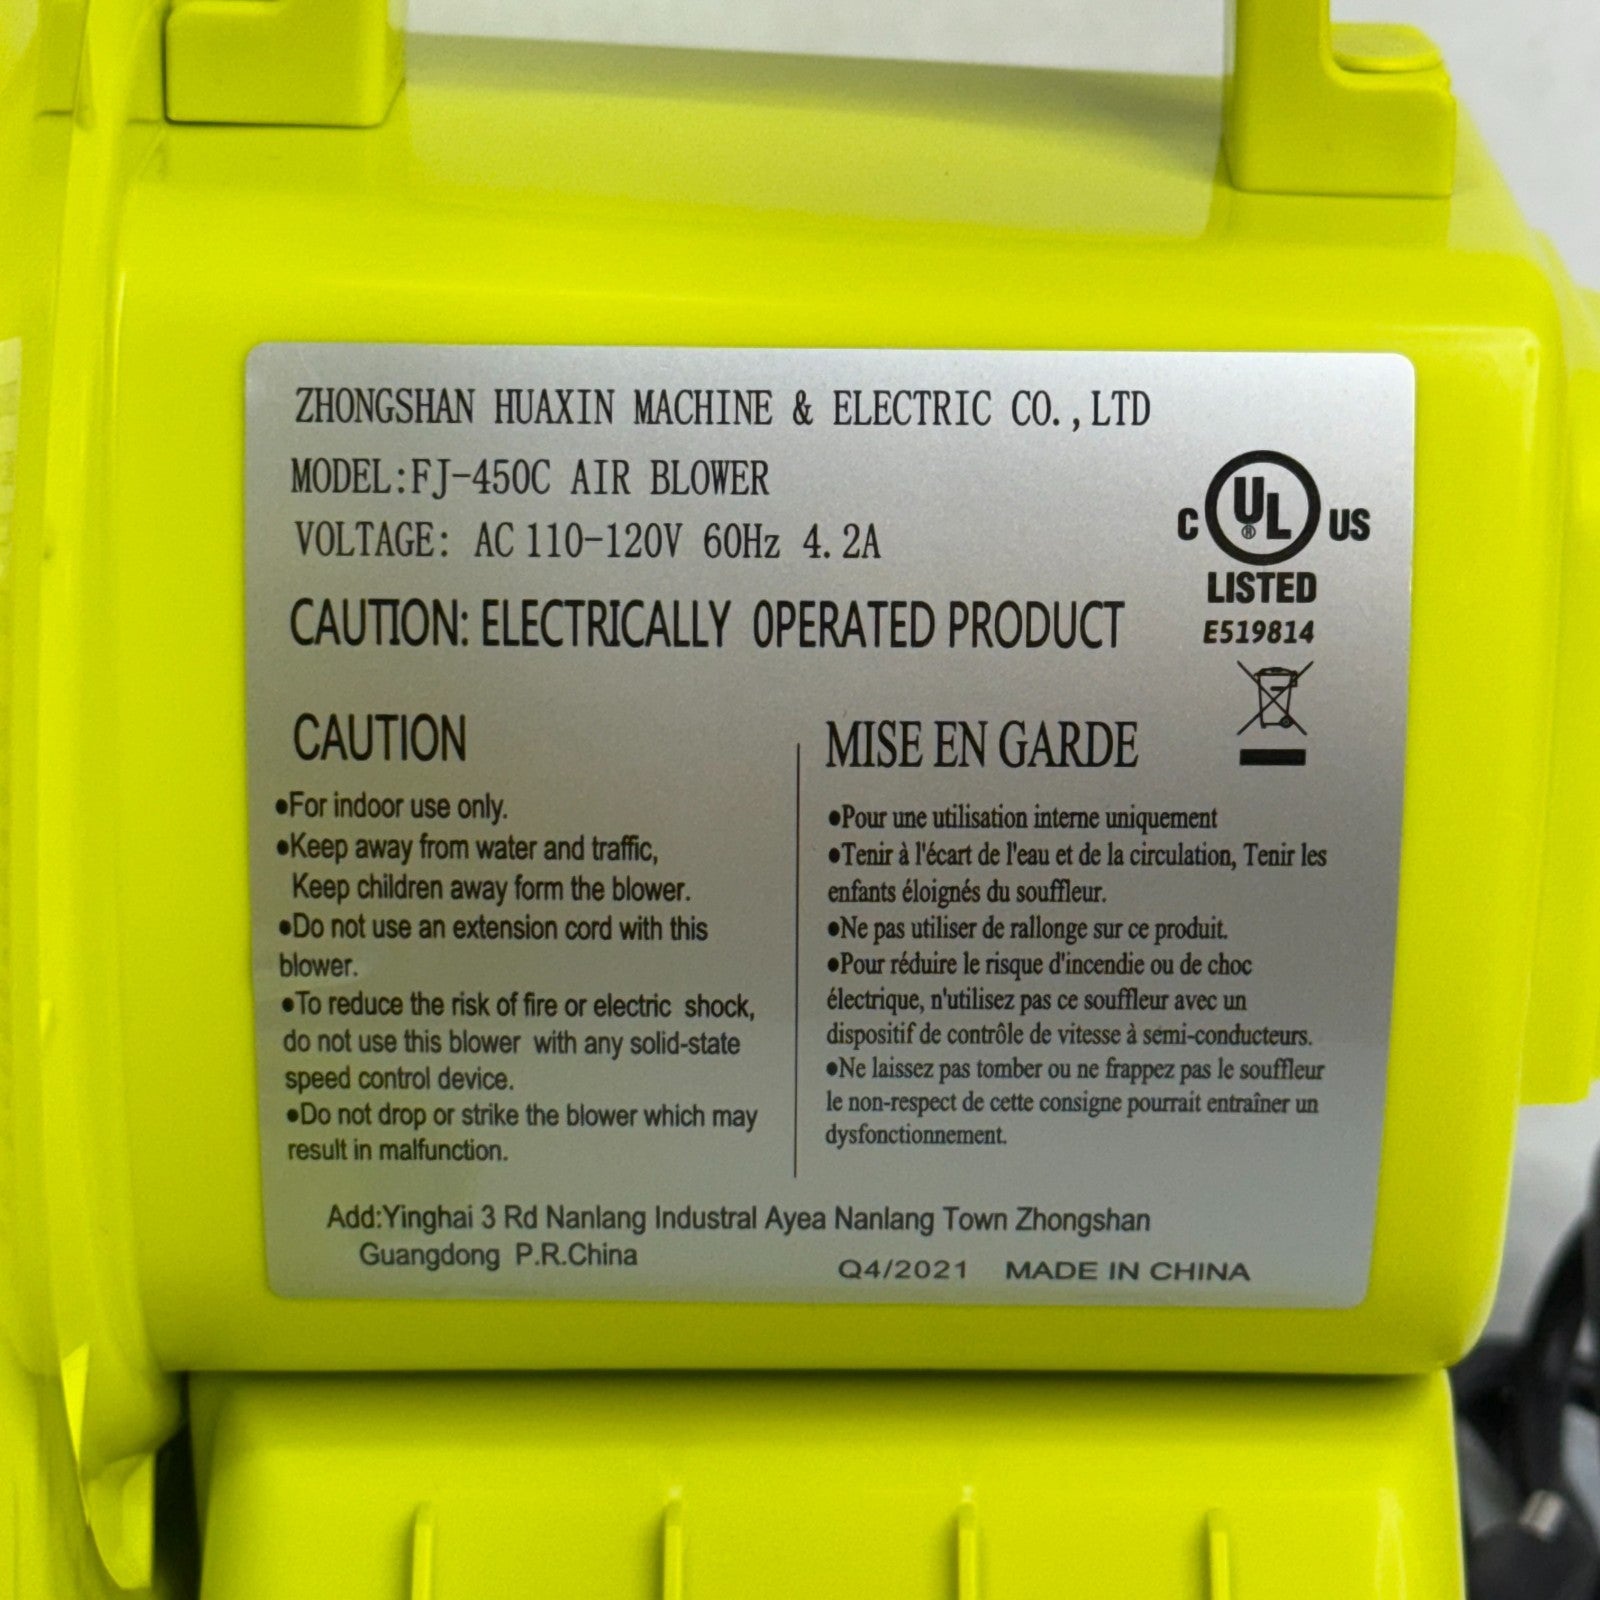 ZHONGSHAN HUAXIN MACHINE & ELECTRIC CO.,LTD
MODEL:FJ-450C AIR BLOWER
VOLTAGE: AC 110-120V 60Hz 4.2A
C UL ® US
LISTED
E519814
CAUTION: ELECTRICALLY 0PERATED PRODUCT
CAUTION
●For indoor use only.
●Keep away from water and traffic,
Keep children away form the blower.
●Do not use an extension cord with this
blower.
●To reduce the risk of fire or electric shock,
do not use this blower with any solid-state
speed control device.
●Do not drop or strike the blower which may
result in malfunction.
MISE EN GARDE
●Pour une utilisation interne uniquement
●Tenir à l'écart de l'eau et de la circulation, Tenir les
enfants éloignés du souffleur.
●Ne pas utiliser de rallonge sur ce produit.
●Pour réduire le risque d'incendie ou de choc
électrique, n'utilisez pas ce souffleur avec un
dispositif de contrôle de vitesse à semi-conducteurs.
●Ne laissez pas tomber ou ne frappez pas le souffleur
le non-respect de cette consigne pourrait entraîner un
dysfonctionnement.
Add:Yinghai 3 Rd Nanlang Industral Ayea Nanlang Town Zhongshan
Guangdong P.R.China
Q4/2021 MADE IN CHINA